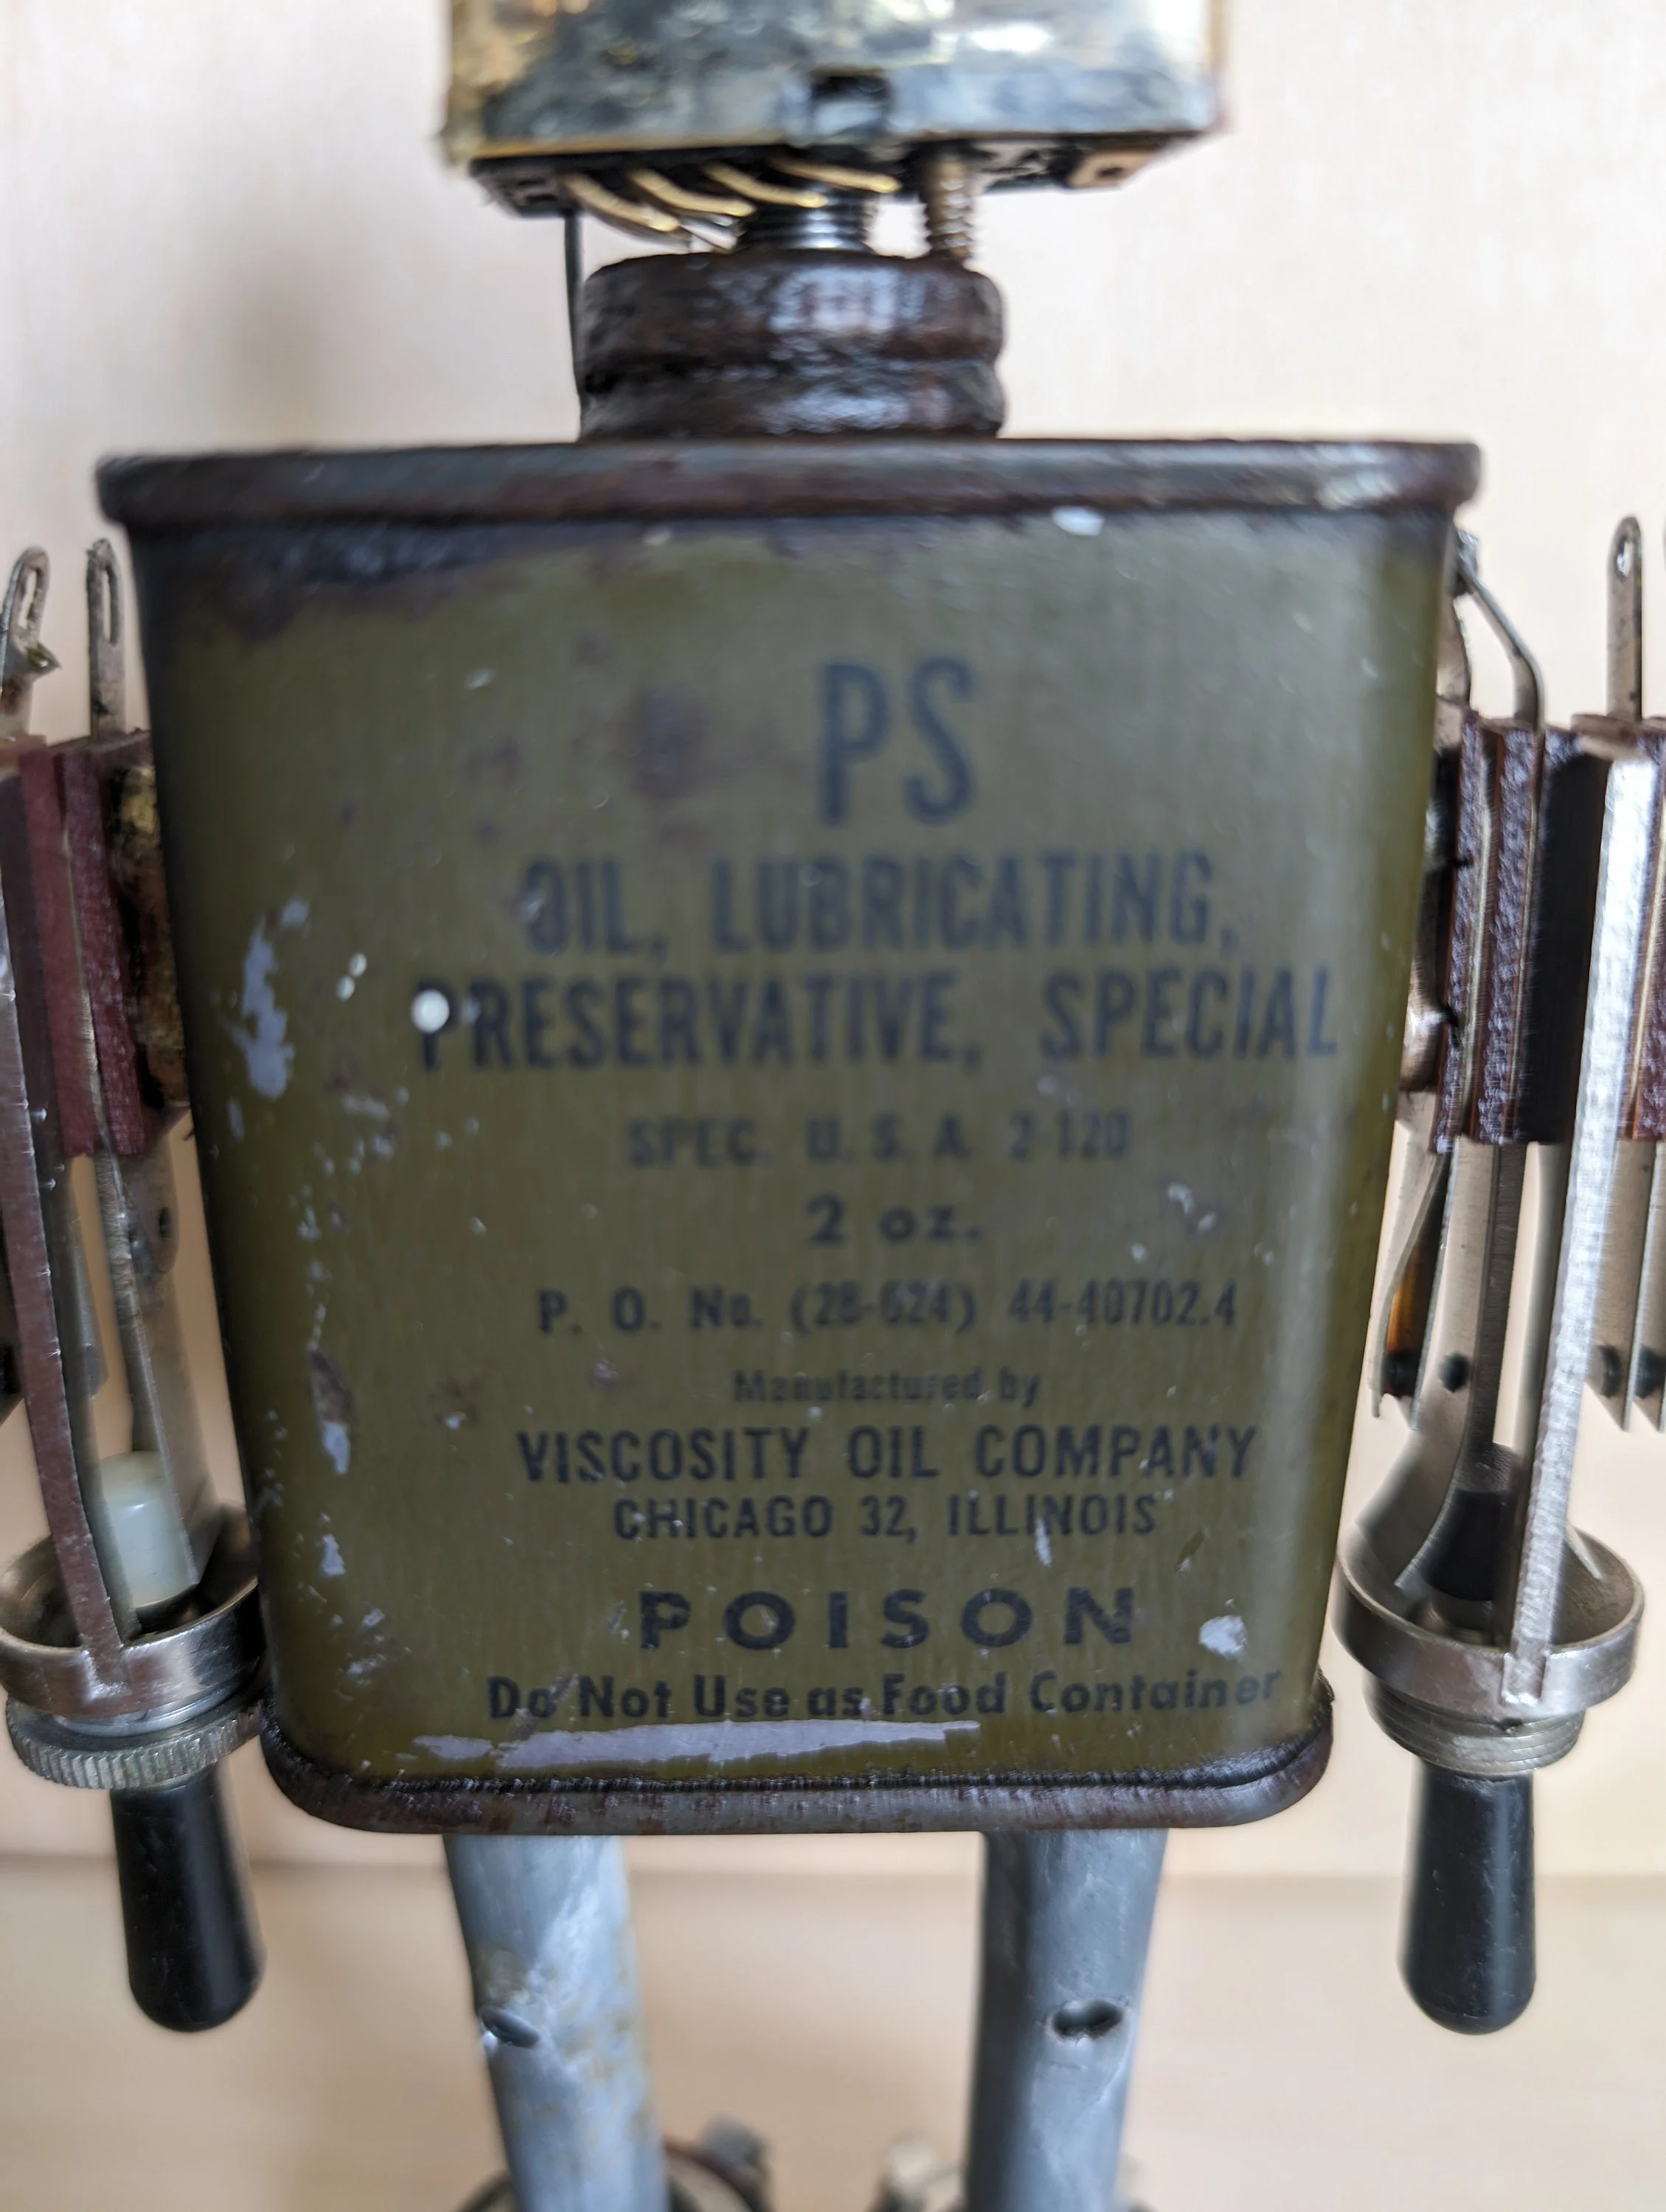 PS
OIL, LUBRICATING,
PRESERVATIVE, SPECIAL
SPEC. U. S. A. 2-120
2 oz.
P. O. No. (28-624) 44-40702.4
Manufactured by
VISCOSITY OIL COMPANY
CHICAGO 32, ILLINOIS
POISON
Do Not Use as Food Container